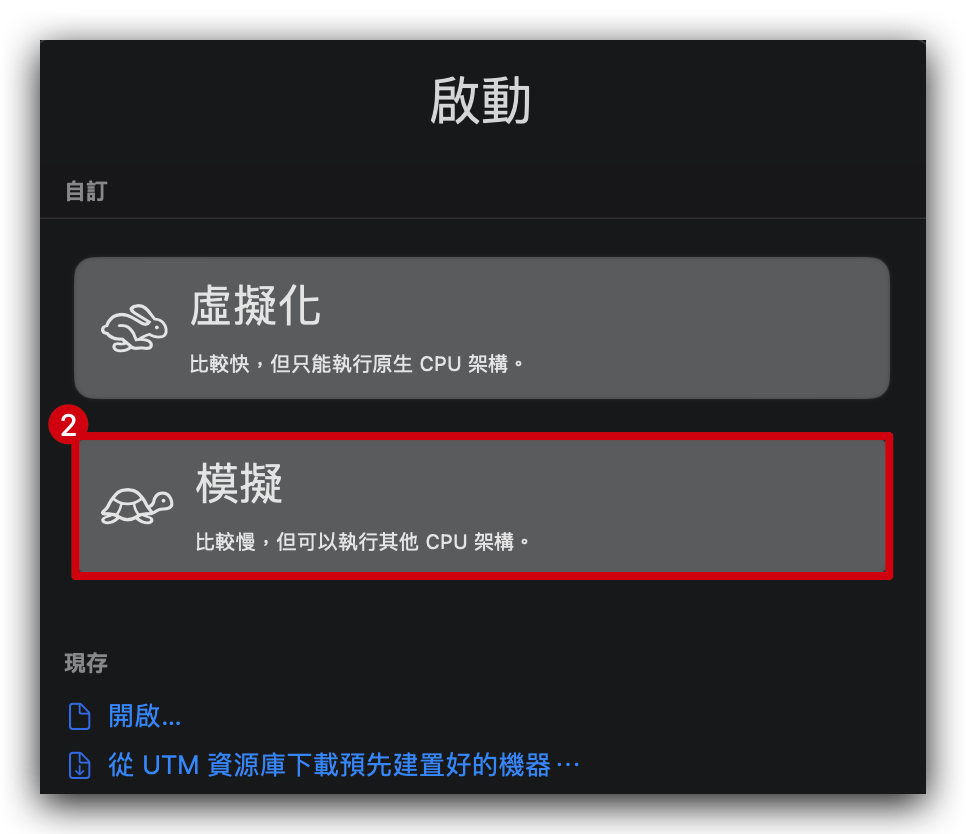 啟動
自訂
虛擬化
比較快，但只能執行原生 CPU 架構。
2
模擬
比較慢，但可以執行其他 CPU 架構。
現存
開啟...
從 UTM 資源庫下載預先建置好的機器⋯